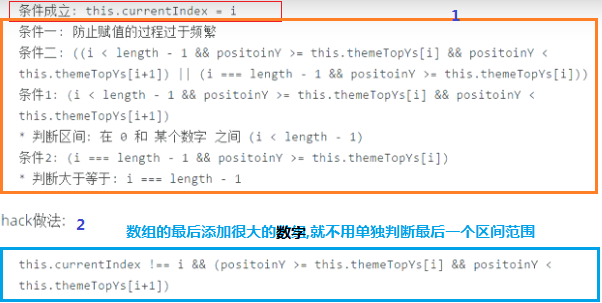 条件成立: this.currentIndex = i
1
条件一: 防止赋值的过程过于频繁
条件二: ((i < length - 1 && positoinY >= this.themeTopYs[i] && positoinY <
this.themeTopYs[i+1]) || (i === length - 1 && positoinY >= this.themeTopYs[i]))
条件1: (i < length - 1 && positoinY >= this.themeTopYs[i] && positoinY <
this.themeTopYs[i+1])
* 判断区间: 在 0 和 某个数字 之间 (i < length - 1)
条件2: (i === length - 1 && positoinY >= this.themeTopYs[i])
* 判断大于等于: i === length - 1
hack做法:
2
数组的最后添加很大的数字,就不用单独判断最后一个区间范围
this.currentIndex !== i && (positoinY >= this.themeTopYs[i] && positoinY <
this.themeTopYs[i+1])